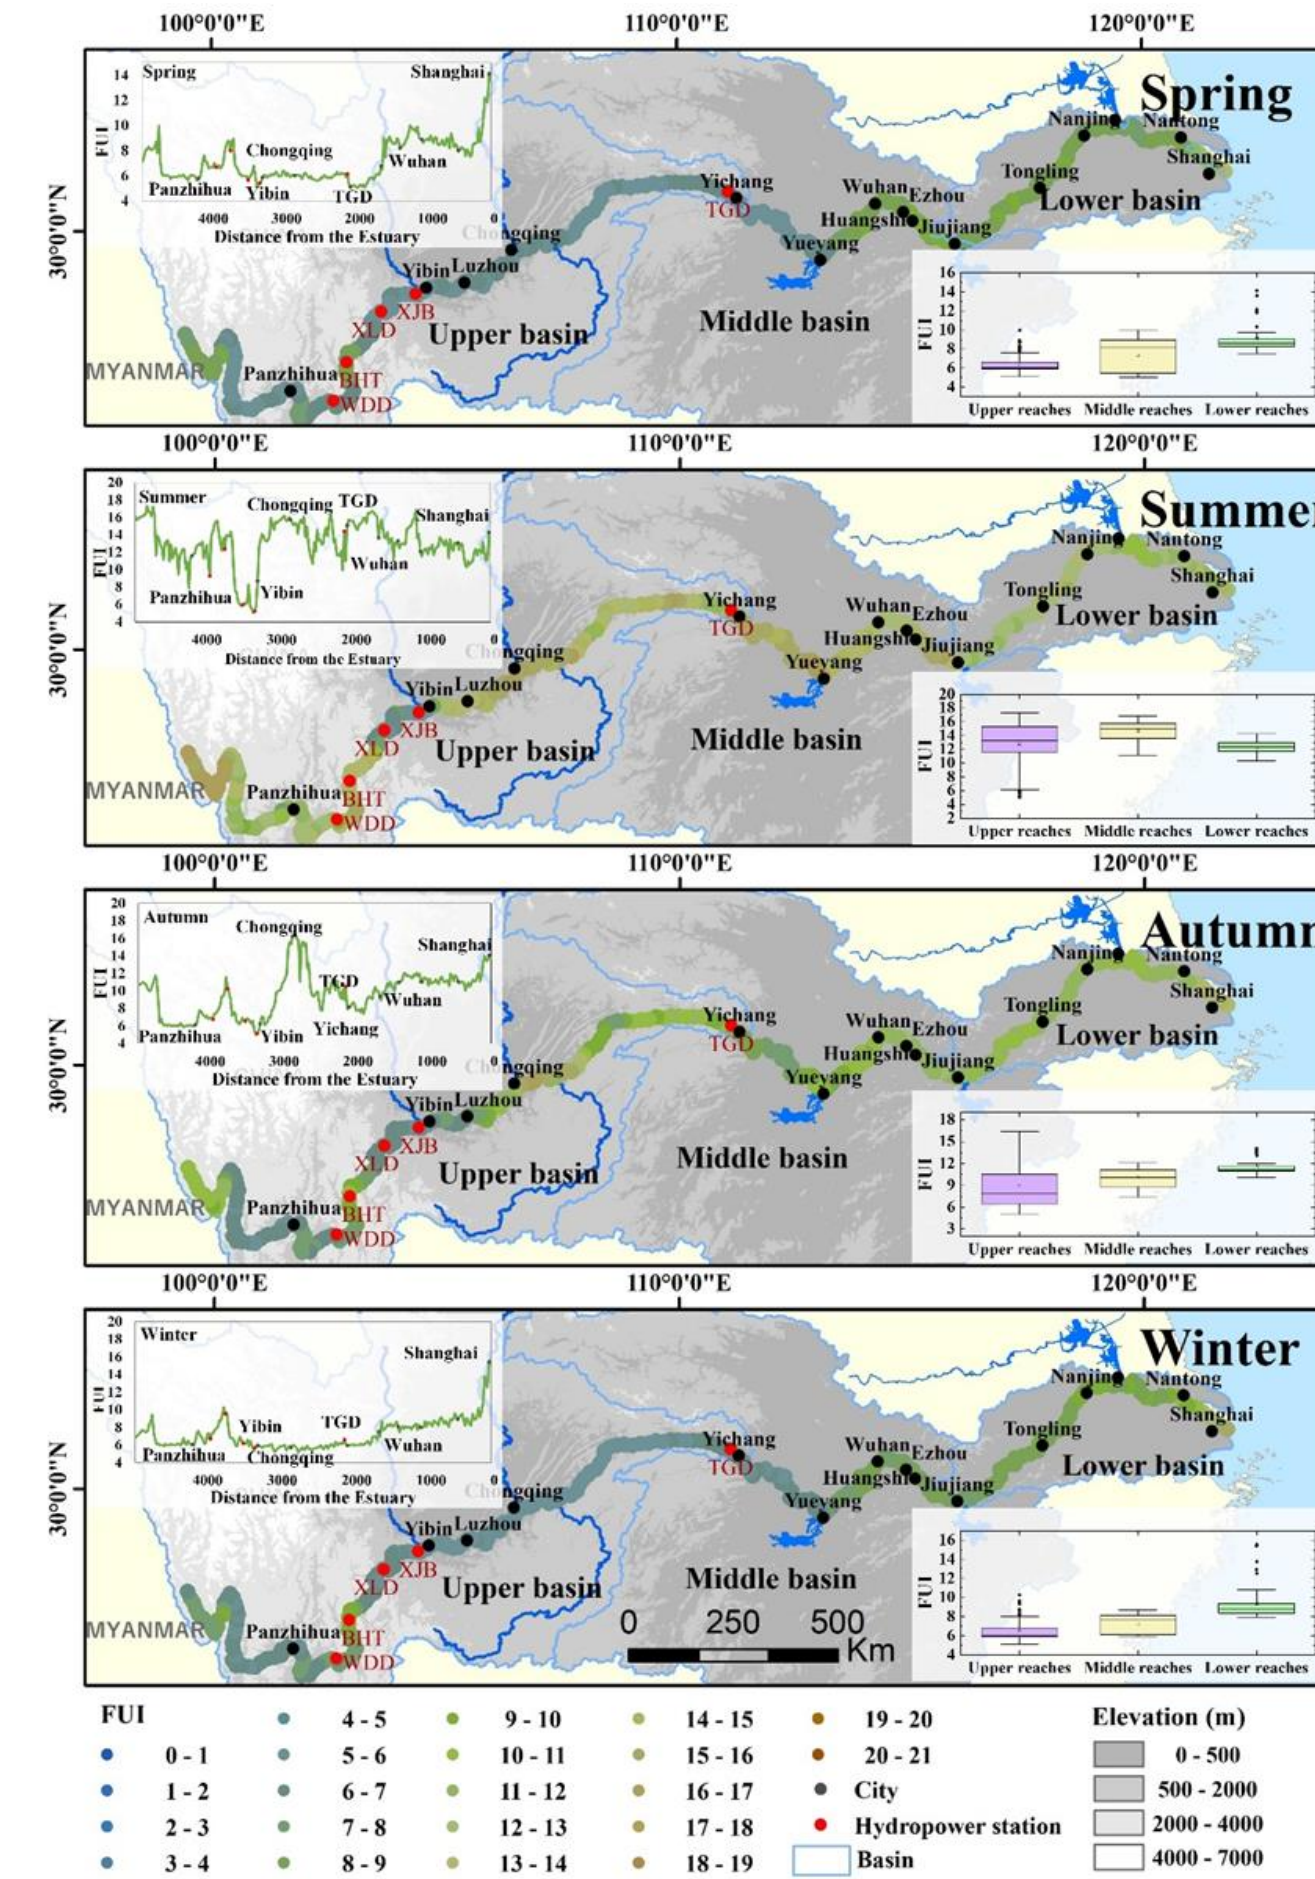 100°0'0"E 110°0'0"E 120°0'0"E
Spring
14 12 10 8 6 4
FUI
Spring
Shanghai
Chongqing
Wuhan
Panzhihua
Yibin
TGD
4000 3000 2000 1000 0
Distance from the Estuary
30°0'0"N
Nanjing Nantong
Shanghai
Tongling
Lower basin
Yichang
TGD
Wuhan Ezhou
Huangshi Jiujiang
Yueyang
Chongqing
Yibin Luzhou
XJB
XLD
Upper basin
Middle basin
MYANMAR
Panzhihua
BHT
WDD
16 14 12 10 8 6 4
FUI
Upper reaches Middle reaches Lower reaches
100°0'0"E 110°0'0"E 120°0'0"E
Summer
20 18 16 14 12 10 8 6 4
FUI
Summer
Chongqing TGD
Shanghai
Wuhan
Panzhihua
Yibin
4000 3000 2000 1000 0
Distance from the Estuary
30°0'0"N
Nanjing Nantong
Shanghai
Tongling
Lower basin
Yichang
TGD
Wuhan Ezhou
Huangshi Jiujiang
Yueyang
Chongqing
Yibin Luzhou
XJB
XLD
Upper basin
Middle basin
MYANMAR
Panzhihua
BHT
WDD
20 18 16 14 12 10 8 6 4 2
FUI
Upper reaches Middle reaches Lower reaches
100°0'0"E 110°0'0"E 120°0'0"E
Autumn
20 18 16 14 12 10 8 6 4
FUI
Autumn
Chongqing
Shanghai
TGD
Wuhan
Yichang
Panzhihua
Yibin
4000 3000 2000 1000 0
Distance from the Estuary
30°0'0"N
Nanjing Nantong
Shanghai
Tongling
Lower basin
Yichang
TGD
Wuhan Ezhou
Huangshi Jiujiang
Yueyang
Chongqing
Yibin Luzhou
XJB
XLD
Upper basin
Middle basin
MYANMAR
Panzhihua
BHT
WDD
18 15 12 9 6 3
FUI
Upper reaches Middle reaches Lower reaches
100°0'0"E 110°0'0"E 120°0'0"E
Winter
20 18 16 14 12 10 8 6 4
FUI
Winter
Shanghai
Yibin
TGD
Wuhan
Panzhihua
Chongqing
4000 3000 2000 1000 0
Distance from the Estuary
30°0'0"N
Nanjing Nantong
Shanghai
Tongling
Lower basin
Yichang
TGD
Wuhan Ezhou
Huangshi Jiujiang
Yueyang
Chongqing
Yibin Luzhou
XJB
XLD
Upper basin
Middle basin
MYANMAR
Panzhihua
BHT
WDD
0 250 500
Km
16 14 12 10 8 6 4
FUI
Upper reaches Middle reaches Lower reaches
FUI
0 - 1
1 - 2
2 - 3
3 - 4
4 - 5
5 - 6
6 - 7
7 - 8
8 - 9
9 - 10
10 - 11
11 - 12
12 - 13
13 - 14
14 - 15
15 - 16
16 - 17
17 - 18
18 - 19
19 - 20
20 - 21
City
Hydropower station
Basin
Elevation (m)
0 - 500
500 - 2000
2000 - 4000
4000 - 7000